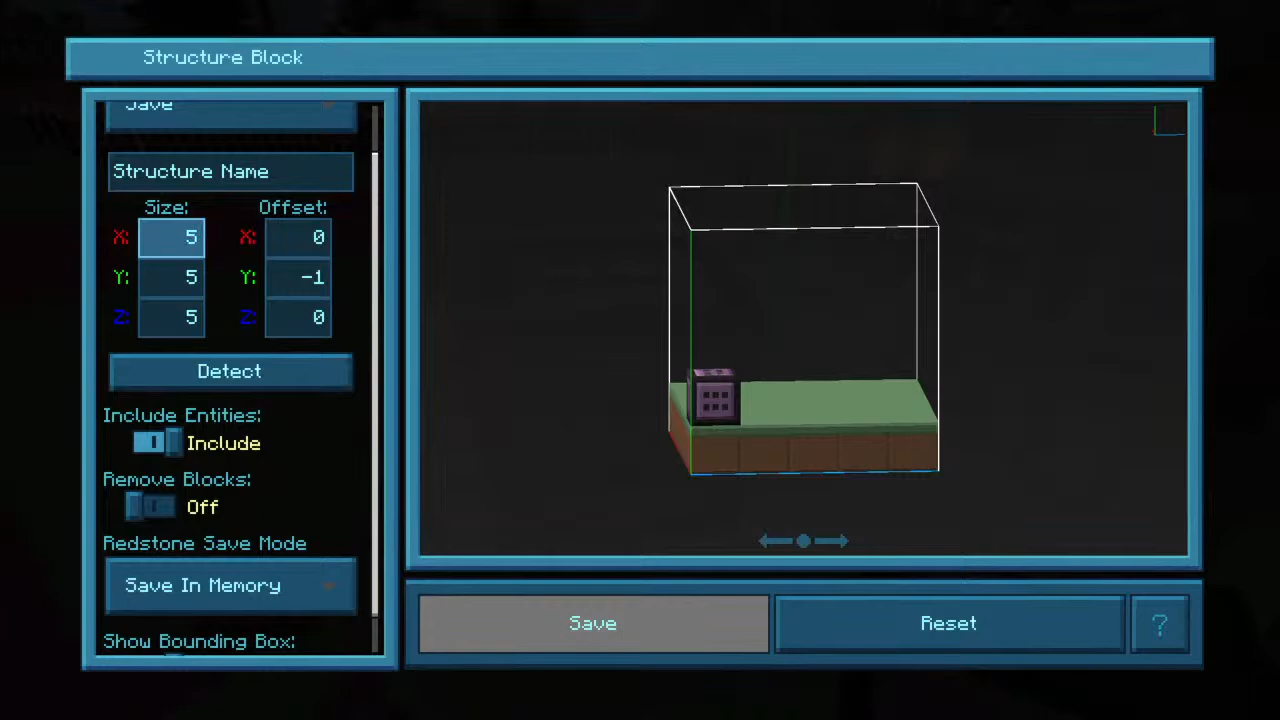 Structure Block
Save
Structure Name
Size: Offset:
X: 5 X: 0
Y: 5 Y: -1
Z: 5 Z: 0
Detect
Include Entities:
Include
Remove Blocks:
Off
Redstone Save Mode
Save In Memory
Show Bounding Box:
Save Reset ?